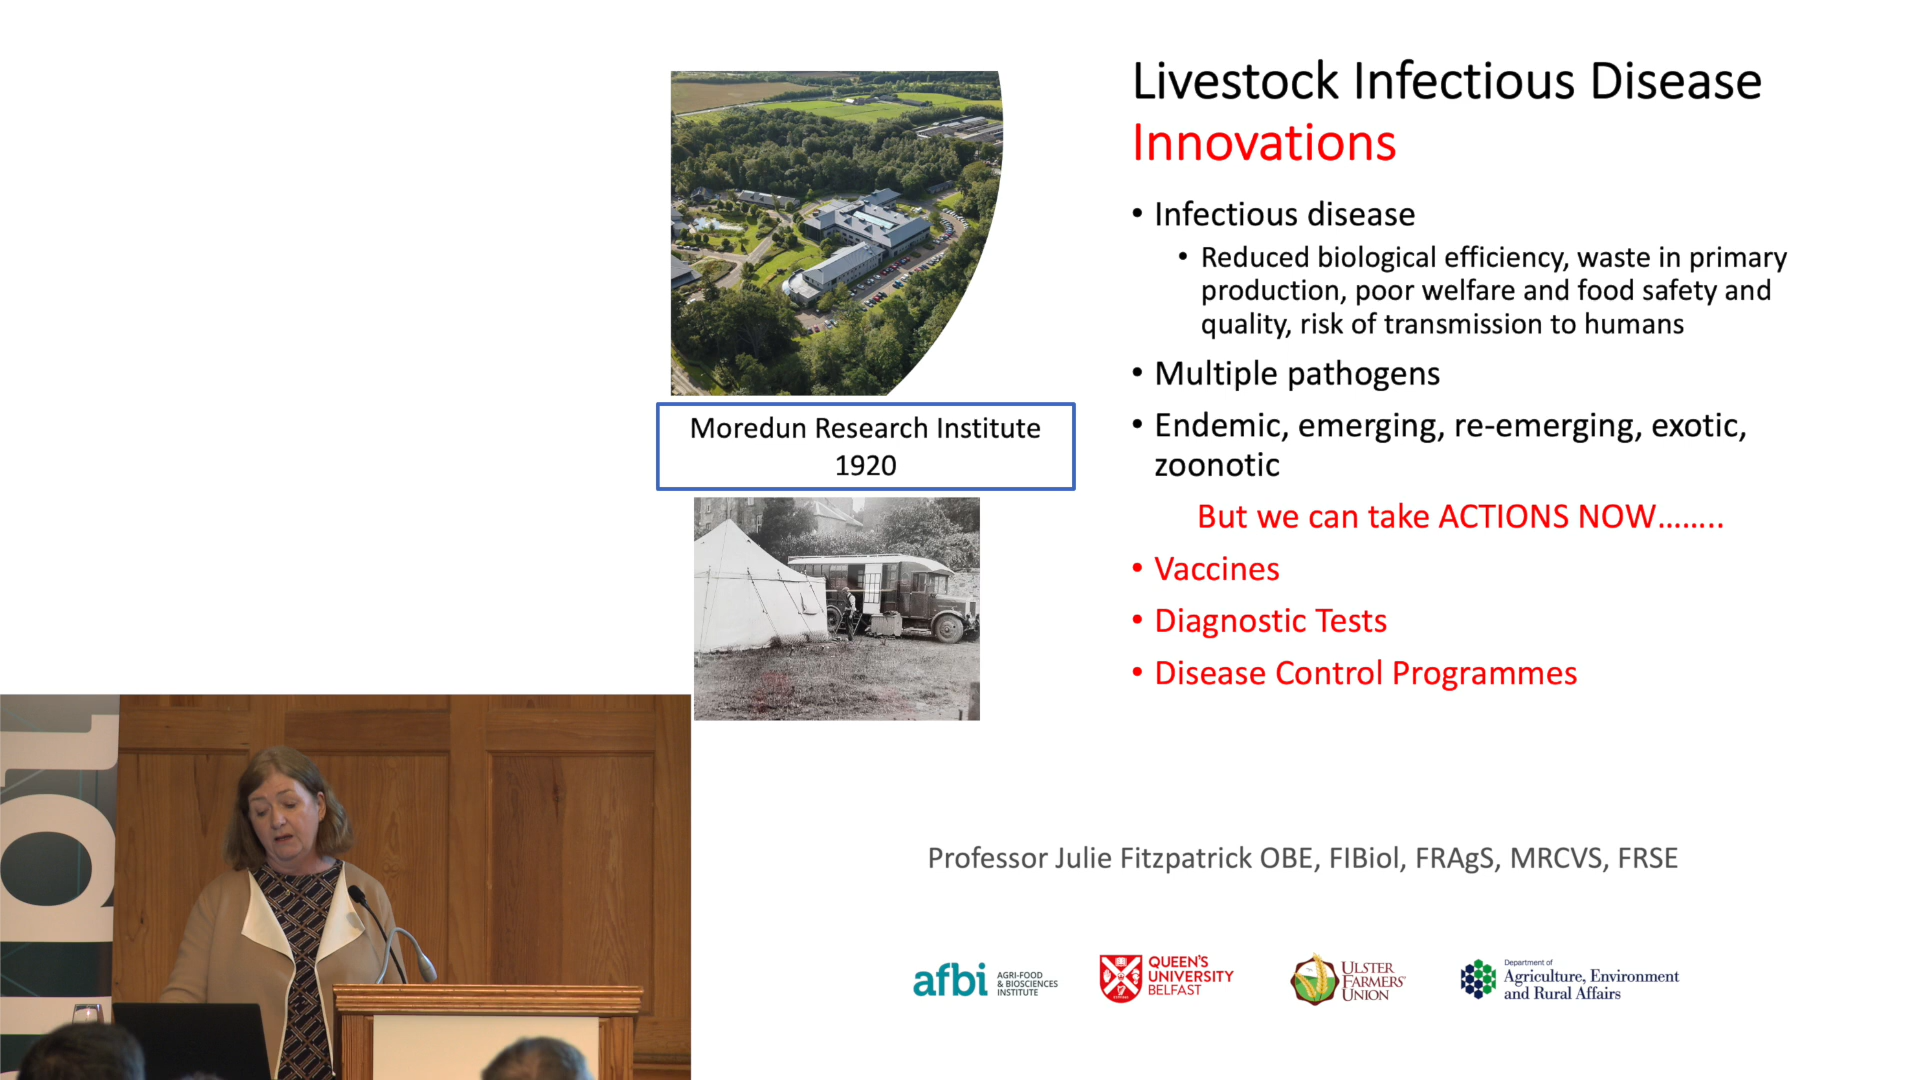 Livestock Infectious Disease
Innovations
• Infectious disease
• Reduced biological efficiency, waste in primary
production, poor welfare and food safety and
quality, risk of transmission to humans
• Multiple pathogens
• Endemic, emerging, re-emerging, exotic,
zoonotic
But we can take ACTIONS NOW........
• Vaccines
• Diagnostic Tests
• Disease Control Programmes
Moredun Research Institute
1920
Professor Julie Fitzpatrick OBE, FIBiol, FRAgS, MRCVS, FRSE
afbi AGRI-FOOD
& BIOSCIENCES
INSTITUTE
QUEEN'S
UNIVERSITY
BELFAST
ULSTER
FARMERS'
UNION
Department of
Agriculture, Environment
and Rural Affairs